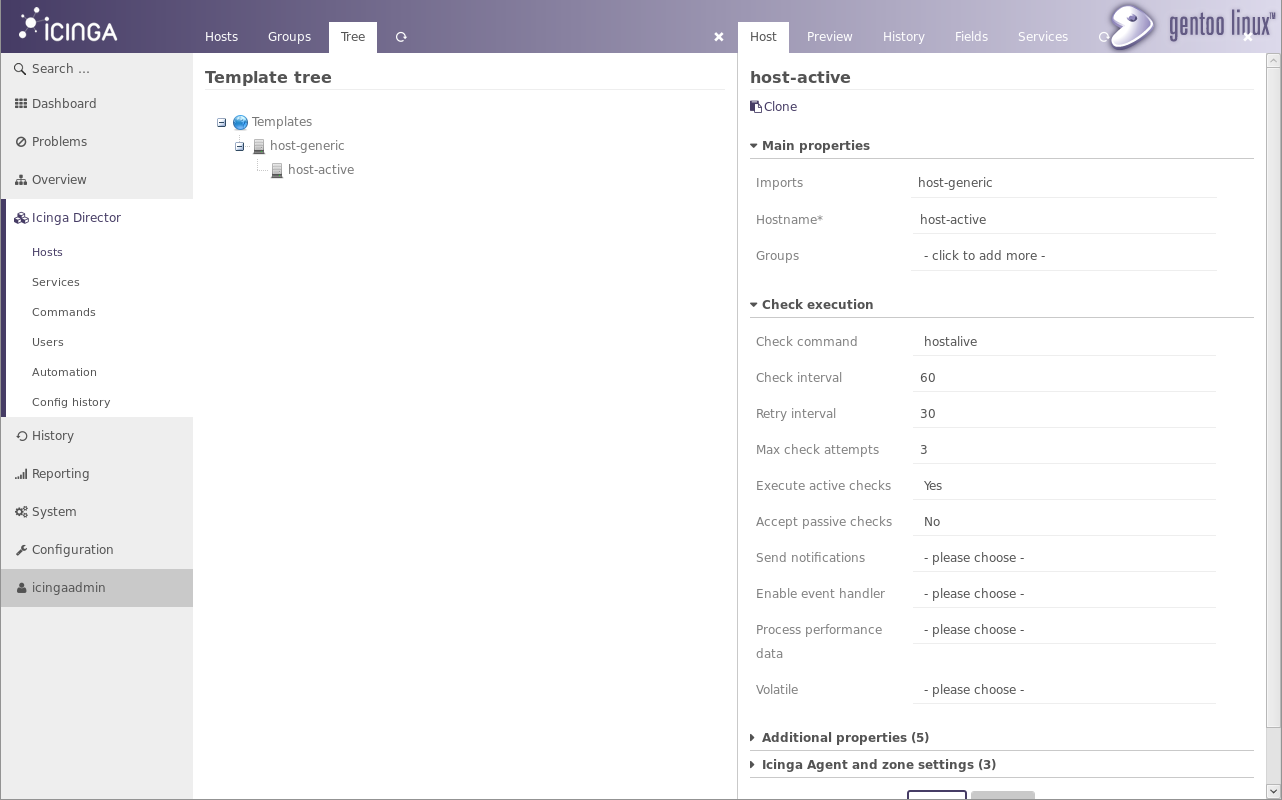 icinga
Hosts Groups Tree
Host Preview History Fields Services
gentoo linux™
Search ...
Dashboard
Problems
Overview
Icinga Director
Hosts
Services
Commands
Users
Automation
Config history
History
Reporting
System
Configuration
icingaadmin
Template tree
Templates
host-generic
host-active
host-active
Clone
Main properties
Imports host-generic
Hostname* host-active
Groups - click to add more -
Check execution
Check command hostalive
Check interval 60
Retry interval 30
Max check attempts 3
Execute active checks Yes
Accept passive checks No
Send notifications - please choose -
Enable event handler - please choose -
Process performance - please choose -
data
Volatile - please choose -
Additional properties (5)
Icinga Agent and zone settings (3)